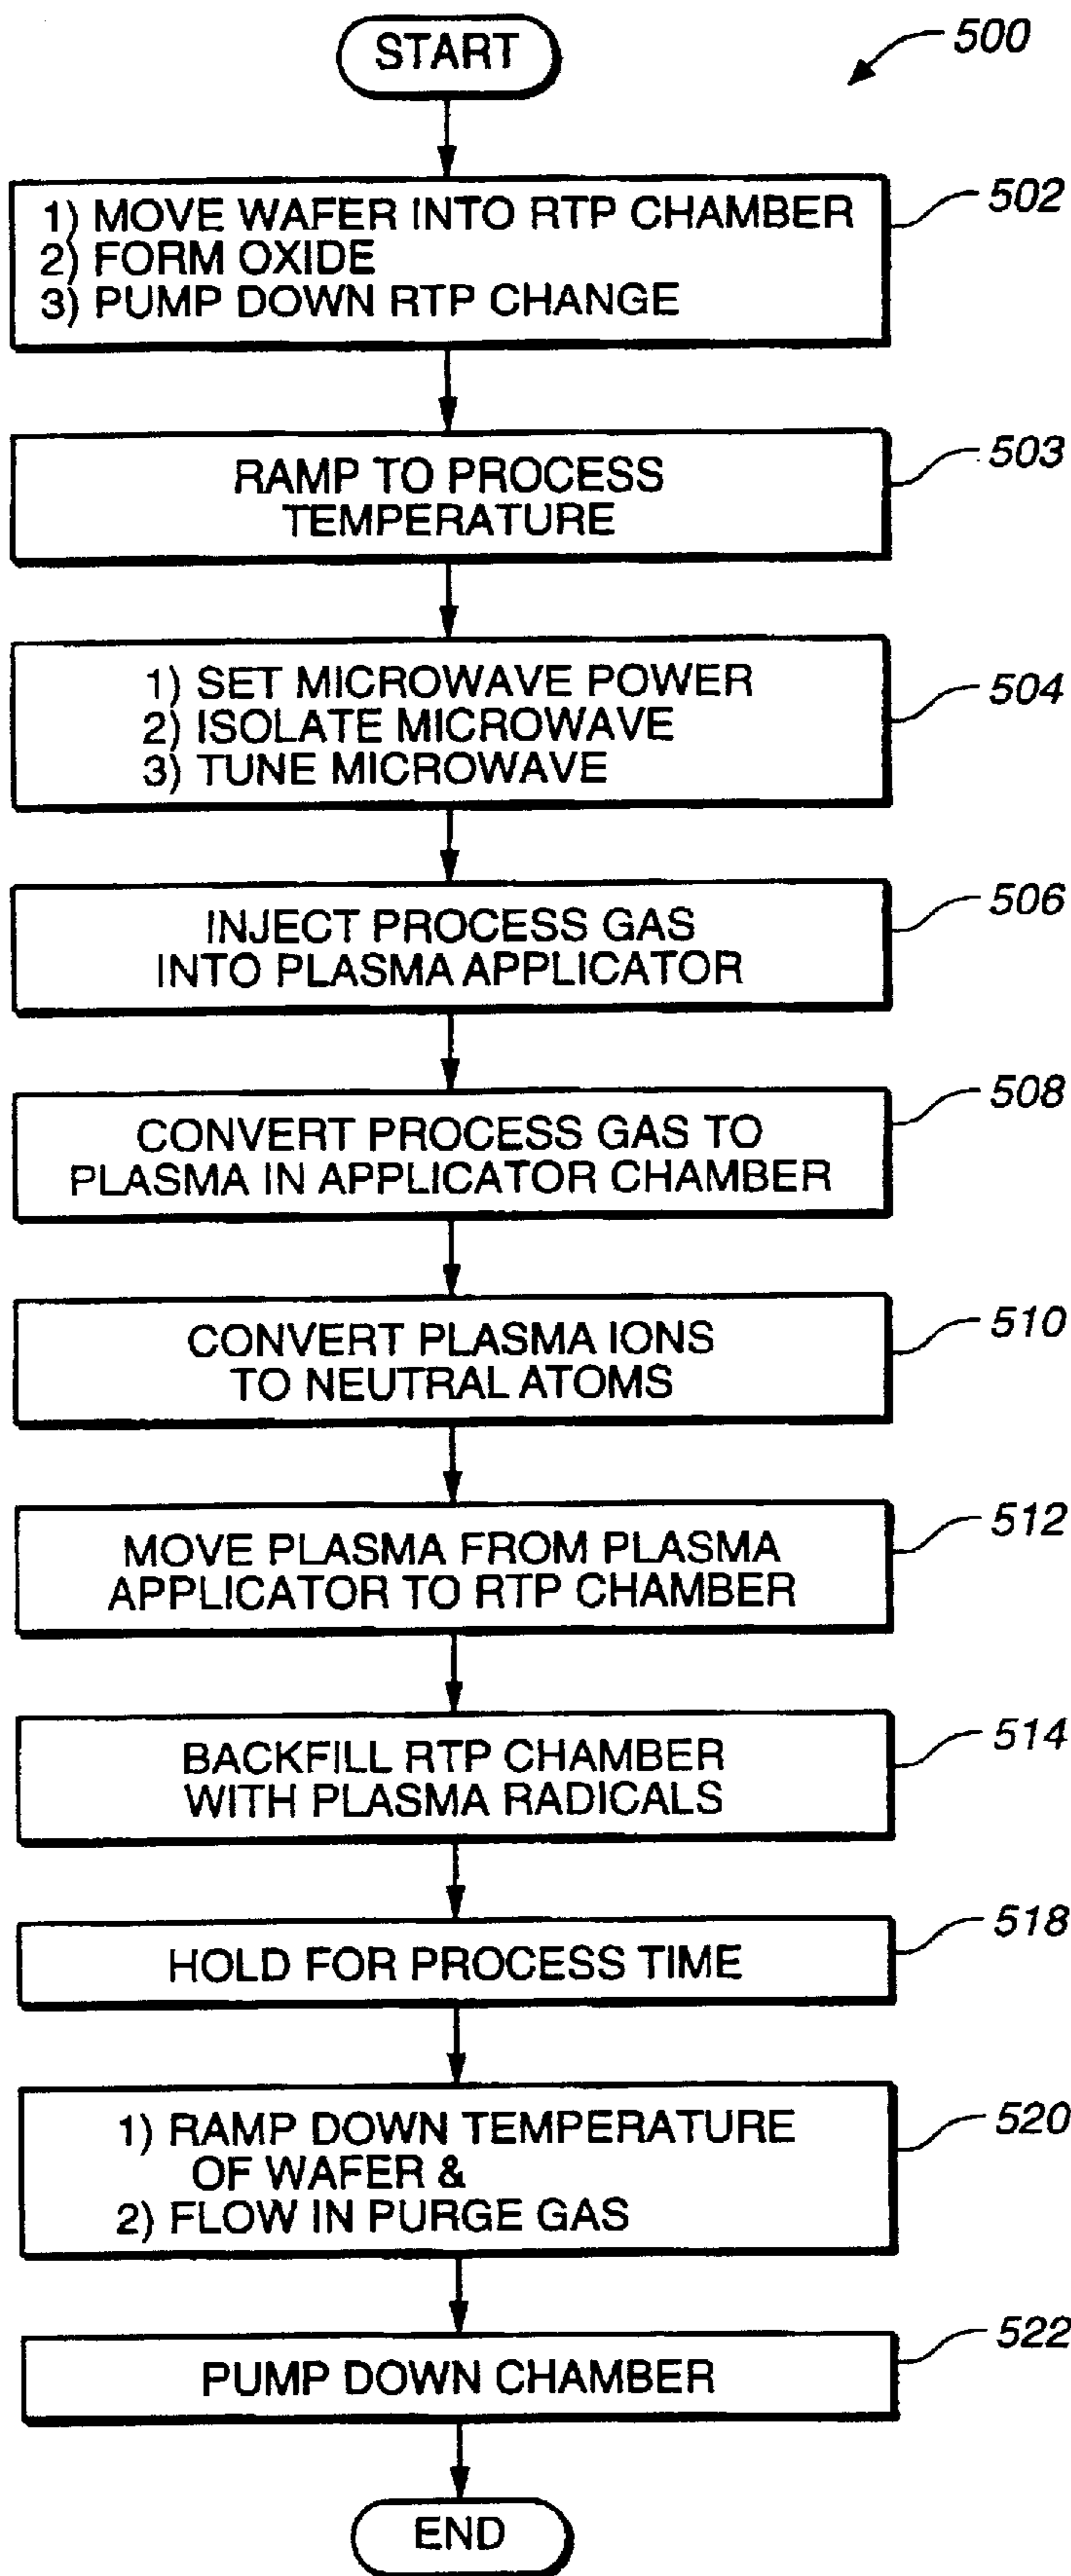 START
500
1) MOVE WAFER INTO RTP CHAMBER
2) FORM OXIDE
3) PUMP DOWN RTP CHANGE
502
RAMP TO PROCESS
TEMPERATURE
503
1) SET MICROWAVE POWER
2) ISOLATE MICROWAVE
3) TUNE MICROWAVE
504
INJECT PROCESS GAS
INTO PLASMA APPLICATOR
506
CONVERT PROCESS GAS TO
PLASMA IN APPLICATOR CHAMBER
508
CONVERT PLASMA IONS
TO NEUTRAL ATOMS
510
MOVE PLASMA FROM PLASMA
APPLICATOR TO RTP CHAMBER
512
BACKFILL RTP CHAMBER
WITH PLASMA RADICALS
514
HOLD FOR PROCESS TIME
518
1) RAMP DOWN TEMPERATURE
OF WAFER &
2) FLOW IN PURGE GAS
520
PUMP DOWN CHAMBER
522
END